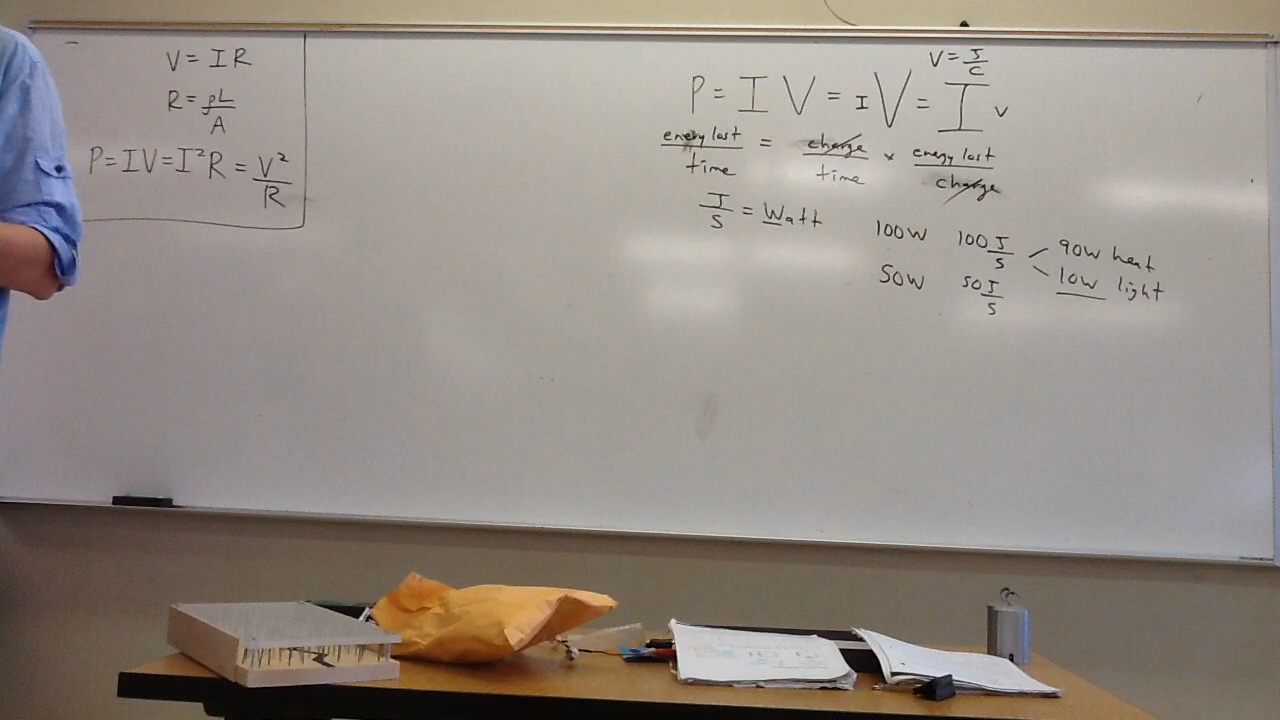 V = IR
R = ρL/A
P = IV = I²R = V²/R
V = J/C
P = I V = I V = I v
energy lost/time = charge/time × energy lost/charge
J/S = Watt
100W 100 J/S 90W heat
10W light
50W 50 J/S